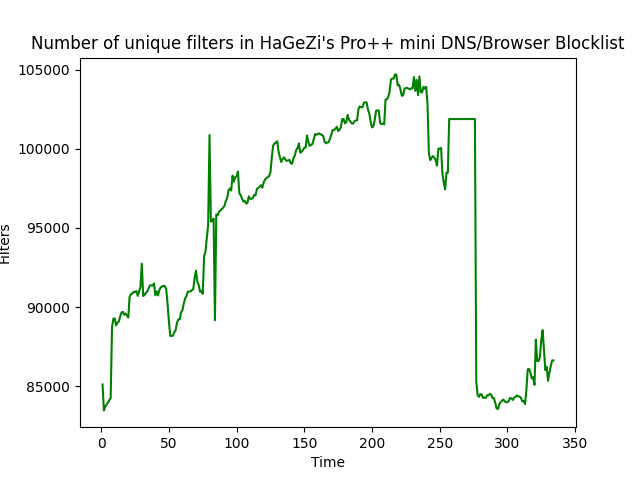 Number of unique filters in HaGeZi's Pro++ mini DNS/Browser Blocklist
105000
100000
95000
90000
85000
Filters
0 50 100 150 200 250 300 350
Time